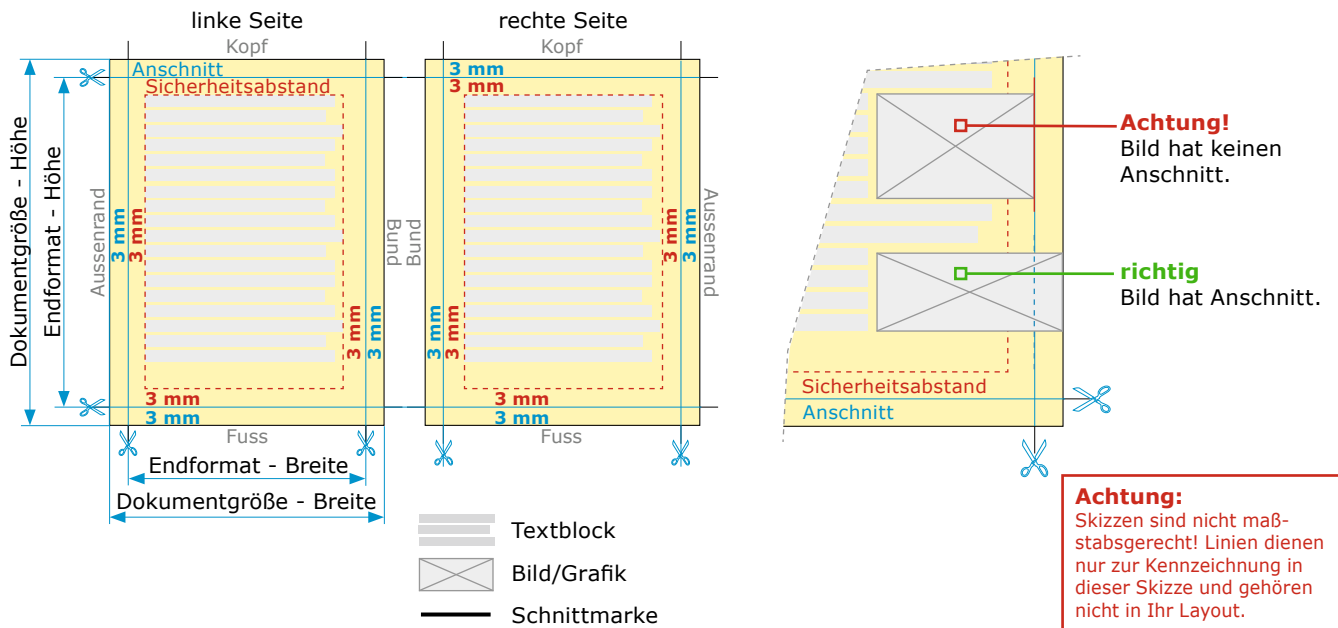 linke Seite
Kopf
Anschnitt
Sicherheitsabstand
Dokumentgröße - Höhe
Endformat - Höhe
Aussenrand
3 mm
3 mm
Bund
3 mm
3 mm
3 mm
3 mm
Fuss
Endformat - Breite
Dokumentgröße - Breite
rechte Seite
Kopf
3 mm
3 mm
Bund
3 mm
3 mm
Aussenrand
3 mm
3 mm
3 mm
3 mm
Fuss
Textblock
Bild/Grafik
Schnittmarke
Achtung!
Bild hat keinen
Anschnitt.
richtig
Bild hat Anschnitt.
Sicherheitsabstand
Anschnitt
Achtung:
Skizzen sind nicht maß-
stabsgerecht! Linien dienen
nur zur Kennzeichnung in
dieser Skizze und gehören
nicht in Ihr Layout.